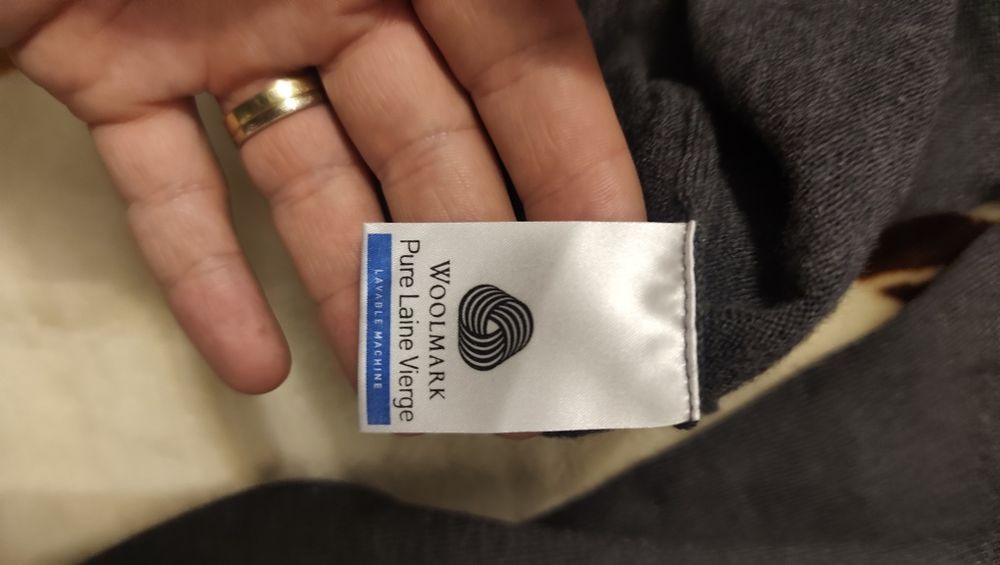 WOOLMARK
Pure Laine Vierge
LAVABLE MACHINE